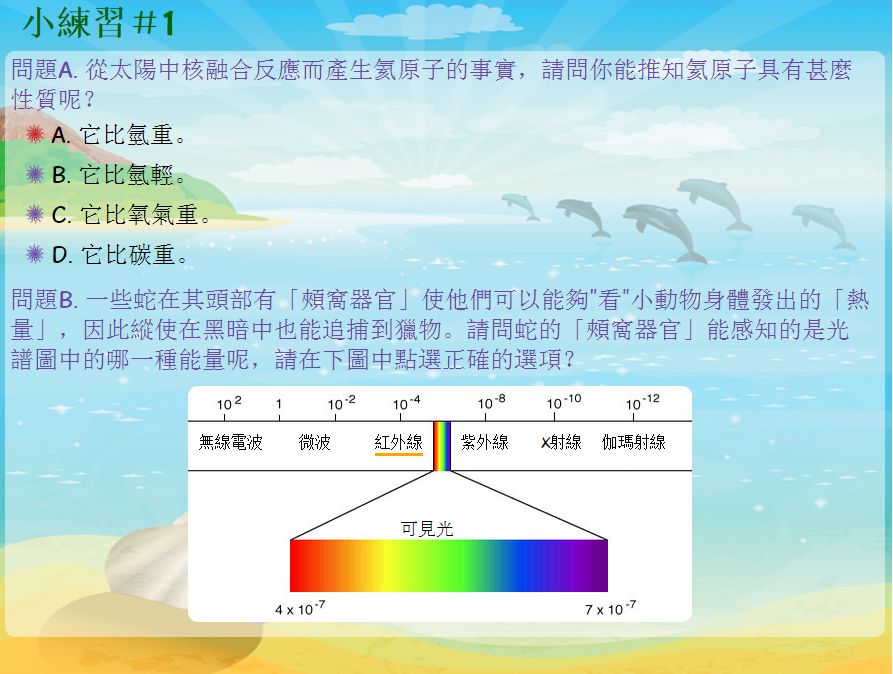 小練習＃1
問題A. 從太陽中核融合反應而產生氦原子的事實，請問你能推知氦原子具有甚麼
性質呢？
A. 它比氫重。
B. 它比氫輕。
C. 它比氧氣重。
D. 它比碳重。
問題B. 一些蛇在其頭部有「頰窩器官」使他們可以能夠"看"小動物身體發出的「熱
量」，因此縱使在黑暗中也能追捕到獵物。請問蛇的「頰窩器官」能感知的是光
譜圖中的哪一種能量呢，請在下圖中點選正確的選項？
10² 1 10⁻² 10⁻⁴ 10⁻⁸ 10⁻¹⁰ 10⁻¹²
無線電波 微波 紅外線 紫外線 X射線 伽瑪射線
可見光
4 x 10⁻⁷ 7 x 10⁻⁷